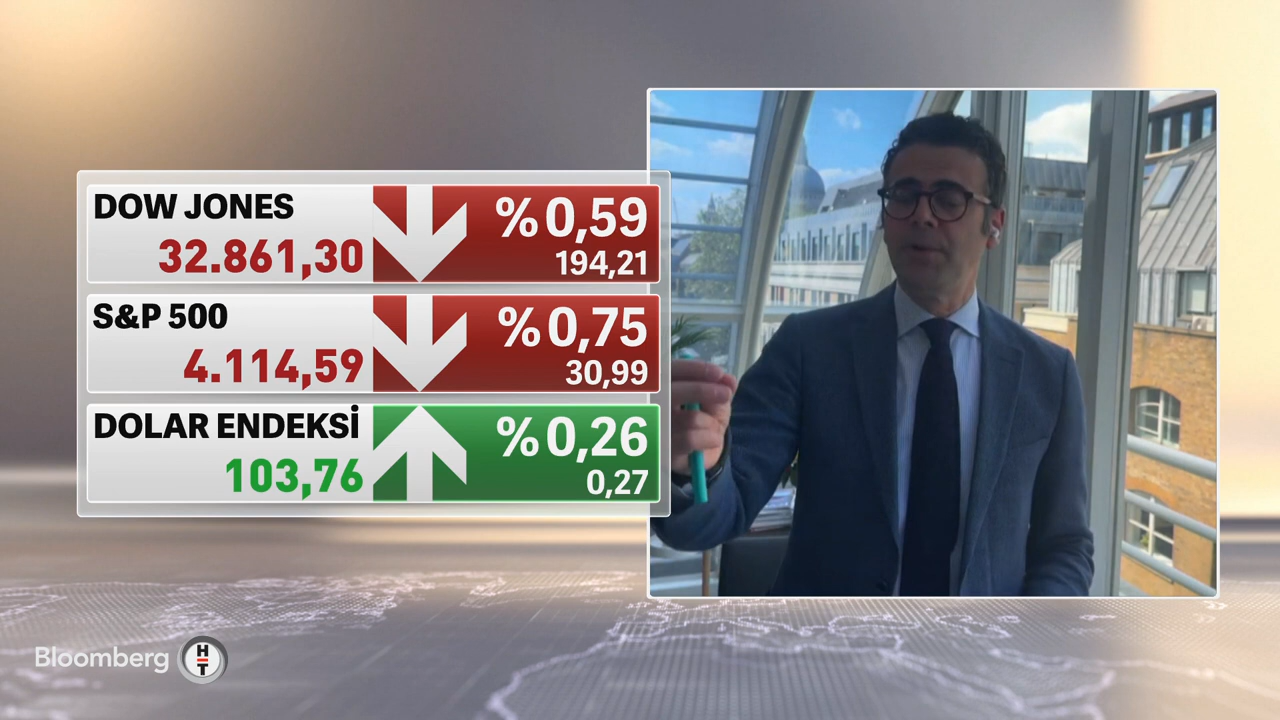 DOW JONES
32.861,30
%0,59
194,21
S&P 500
4.114,59
%0,75
30,99
DOLAR ENDEKSİ
103,76
%0,26
0,27
Bloomberg HT